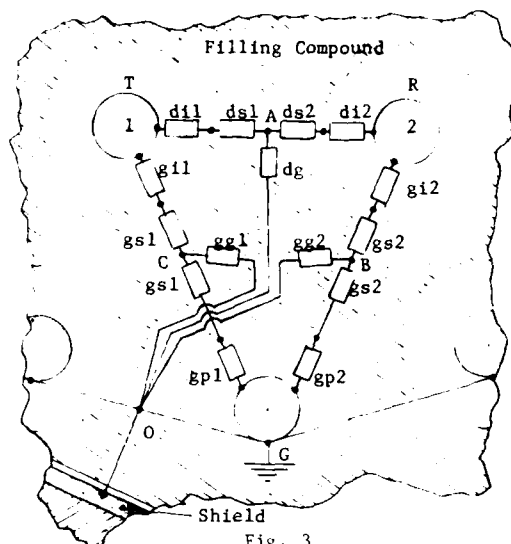 Filling Compound
T
R
di1
ds1
A
ds2
di2
1
2
dg
gi1
gi2
gs1
gg1
gg2
gs2
C
B
gs1
gs2
gp1
gp2
O
G
Shield
Fig. 3